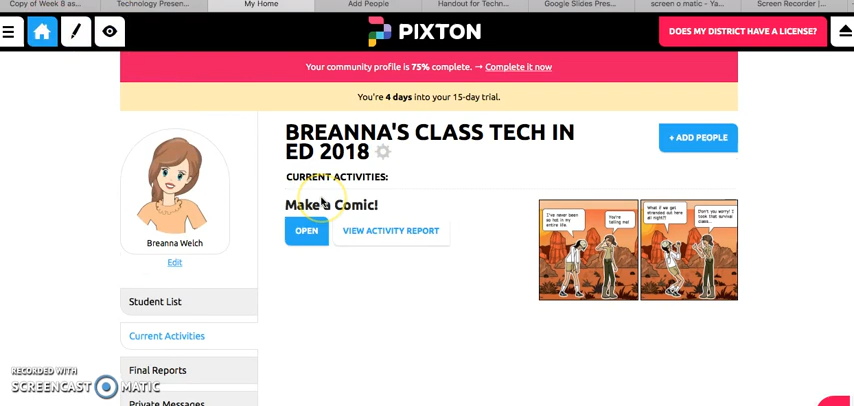 Copy of Week 8 as...
Technology Presen...
My Home
Add People
Handout for Techn...
Google Slides Pres...
screen o matic - Ya...
Screen Recorder |...
PIXTON
DOES MY DISTRICT HAVE A LICENSE?
Your community profile is 75% complete. → Complete it now
You're 4 days into your 15-day trial.
BREANNA'S CLASS TECH IN
ED 2018
+ ADD PEOPLE
CURRENT ACTIVITIES:
Make a Comic!
OPEN
VIEW ACTIVITY REPORT
I've never been
so hot in my
entire life.
You're
telling me!
What if we get
stranded out here
at night?!
Don't you worry! I
took that survival
class...
Breanna Welch
Edit
Student List
Current Activities
Final Reports
Private Messages
RECORDED WITH
SCREENCAST MATIC